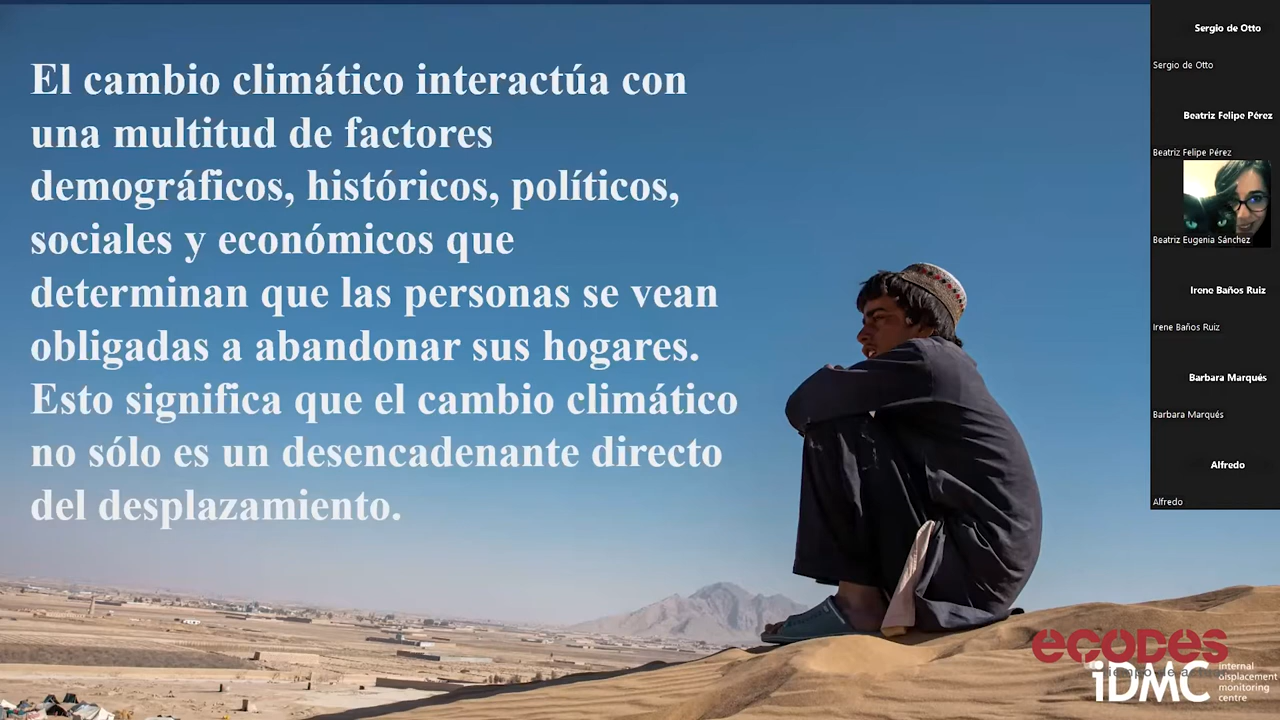 El cambio climático interactúa con
una multitud de factores
demográficos, históricos, políticos,
sociales y económicos que
determinan que las personas se vean
obligadas a abandonar sus hogares.
Esto significa que el cambio climático
no sólo es un desencadenante directo
del desplazamiento.
Sergio de Otto
Sergio de Otto
Beatriz Felipe Pérez
Beatriz Felipe Pérez
Beatriz Eugenia Sánchez
Irene Baños Ruiz
Irene Baños Ruiz
Barbara Marqués
Barbara Marqués
Alfredo
Alfredo
ecodes
iDMC
internal
displacement
monitoring
centre